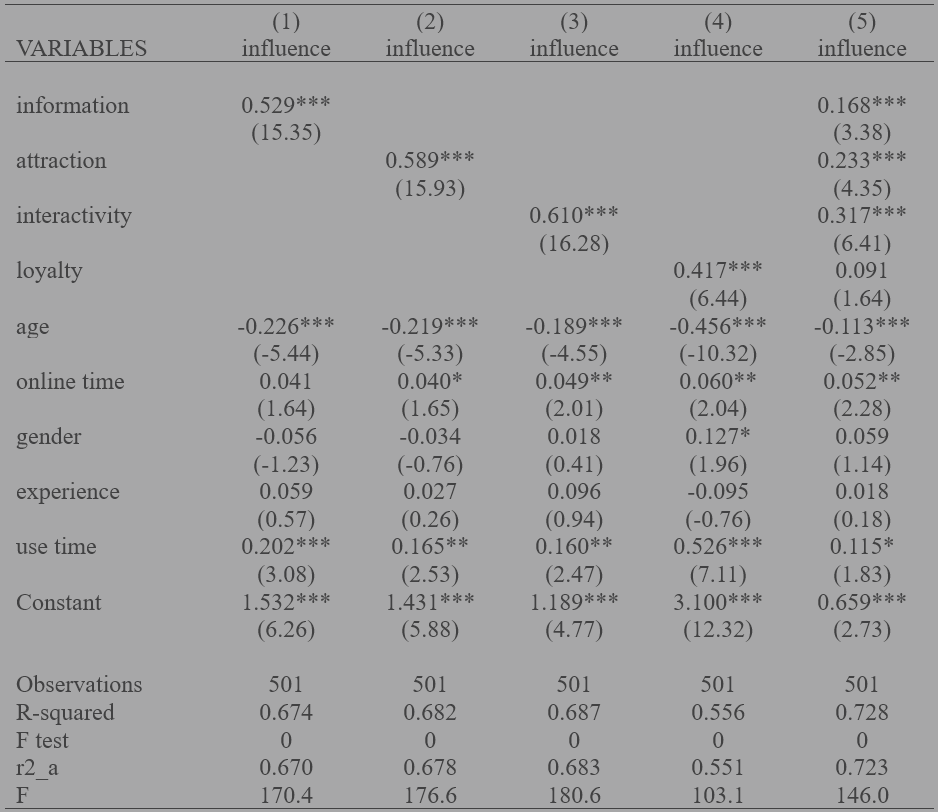 (1) (2) (3) (4) (5)
VARIABLES influence influence influence influence influence
information 0.529*** 0.168***
(15.35) (3.38)
attraction 0.589*** 0.233***
(15.93) (4.35)
interactivity 0.610*** 0.317***
(16.28) (6.41)
loyalty 0.417*** 0.091
(6.44) (1.64)
age -0.226*** -0.219*** -0.189*** -0.456*** -0.113***
(-5.44) (-5.33) (-4.55) (-10.32) (-2.85)
online time 0.041 0.040* 0.049** 0.060** 0.052**
(1.64) (1.65) (2.01) (2.04) (2.28)
gender -0.056 -0.034 0.018 0.127* 0.059
(-1.23) (-0.76) (0.41) (1.96) (1.14)
experience 0.059 0.027 0.096 -0.095 0.018
(0.57) (0.26) (0.94) (-0.76) (0.18)
use time 0.202*** 0.165** 0.160** 0.526*** 0.115*
(3.08) (2.53) (2.47) (7.11) (1.83)
Constant 1.532*** 1.431*** 1.189*** 3.100*** 0.659***
(6.26) (5.88) (4.77) (12.32) (2.73)
Observations 501 501 501 501 501
R-squared 0.674 0.682 0.687 0.556 0.728
F test 0 0 0 0 0
r2_a 0.670 0.678 0.683 0.551 0.723
F 170.4 176.6 180.6 103.1 146.0